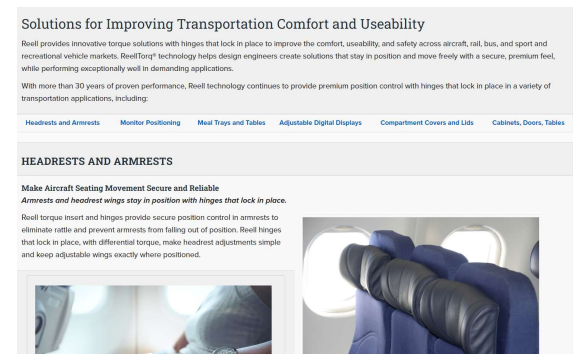 Solutions for Improving Transportation Comfort and Useability
Reell provides innovative torque solutions with hinges that lock in place to improve the comfort, useability, and safety across aircraft, rail, bus, and sport and
recreational vehicle markets. ReellTorq® technology helps design engineers create solutions that stay in position and move freely with a secure, premium feel,
while performing exceptionally well in demanding applications.
With more than 30 years of proven performance, Reell technology continues to provide premium position control with hinges that lock in place in a variety of
transportation applications, including:
Headrests and Armrests Monitor Positioning Meal Trays and Tables Adjustable Digital Displays Compartment Covers and Lids Cabinets, Doors, Tables
HEADRESTS AND ARMRESTS
Make Aircraft Seating Movement Secure and Reliable
Armrests and headrest wings stay in position with hinges that lock in place.
Reell torque insert and hinges provide secure position control in armrests to
eliminate rattle and prevent armrests from falling out of position. Reell hinges
that lock in place, with differential torque, make headrest adjustments simple
and keep adjustable wings exactly where positioned.